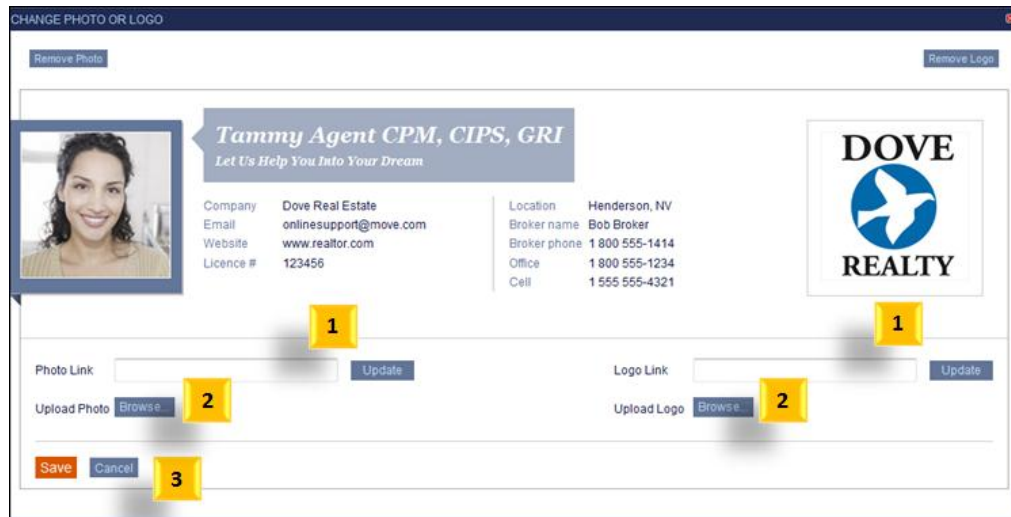 CHANGE PHOTO OR LOGO
Remove Photo
Remove Logo
Tammy Agent CPM, CIPS, GRI
Let Us Help You Into Your Dream
Company Dove Real Estate
Email onlinesupport@move.com
Website www.realtor.com
Licence # 123456
Location Henderson, NV
Broker name Bob Broker
Broker phone 1 800 555-1414
Office 1 800 555-1234
Cell 1 555 555-4321
DOVE
REALTY
1
1
Photo Link Update
Logo Link Update
Upload Photo Browse... 2
Upload Logo Browse... 2
Save Cancel 3